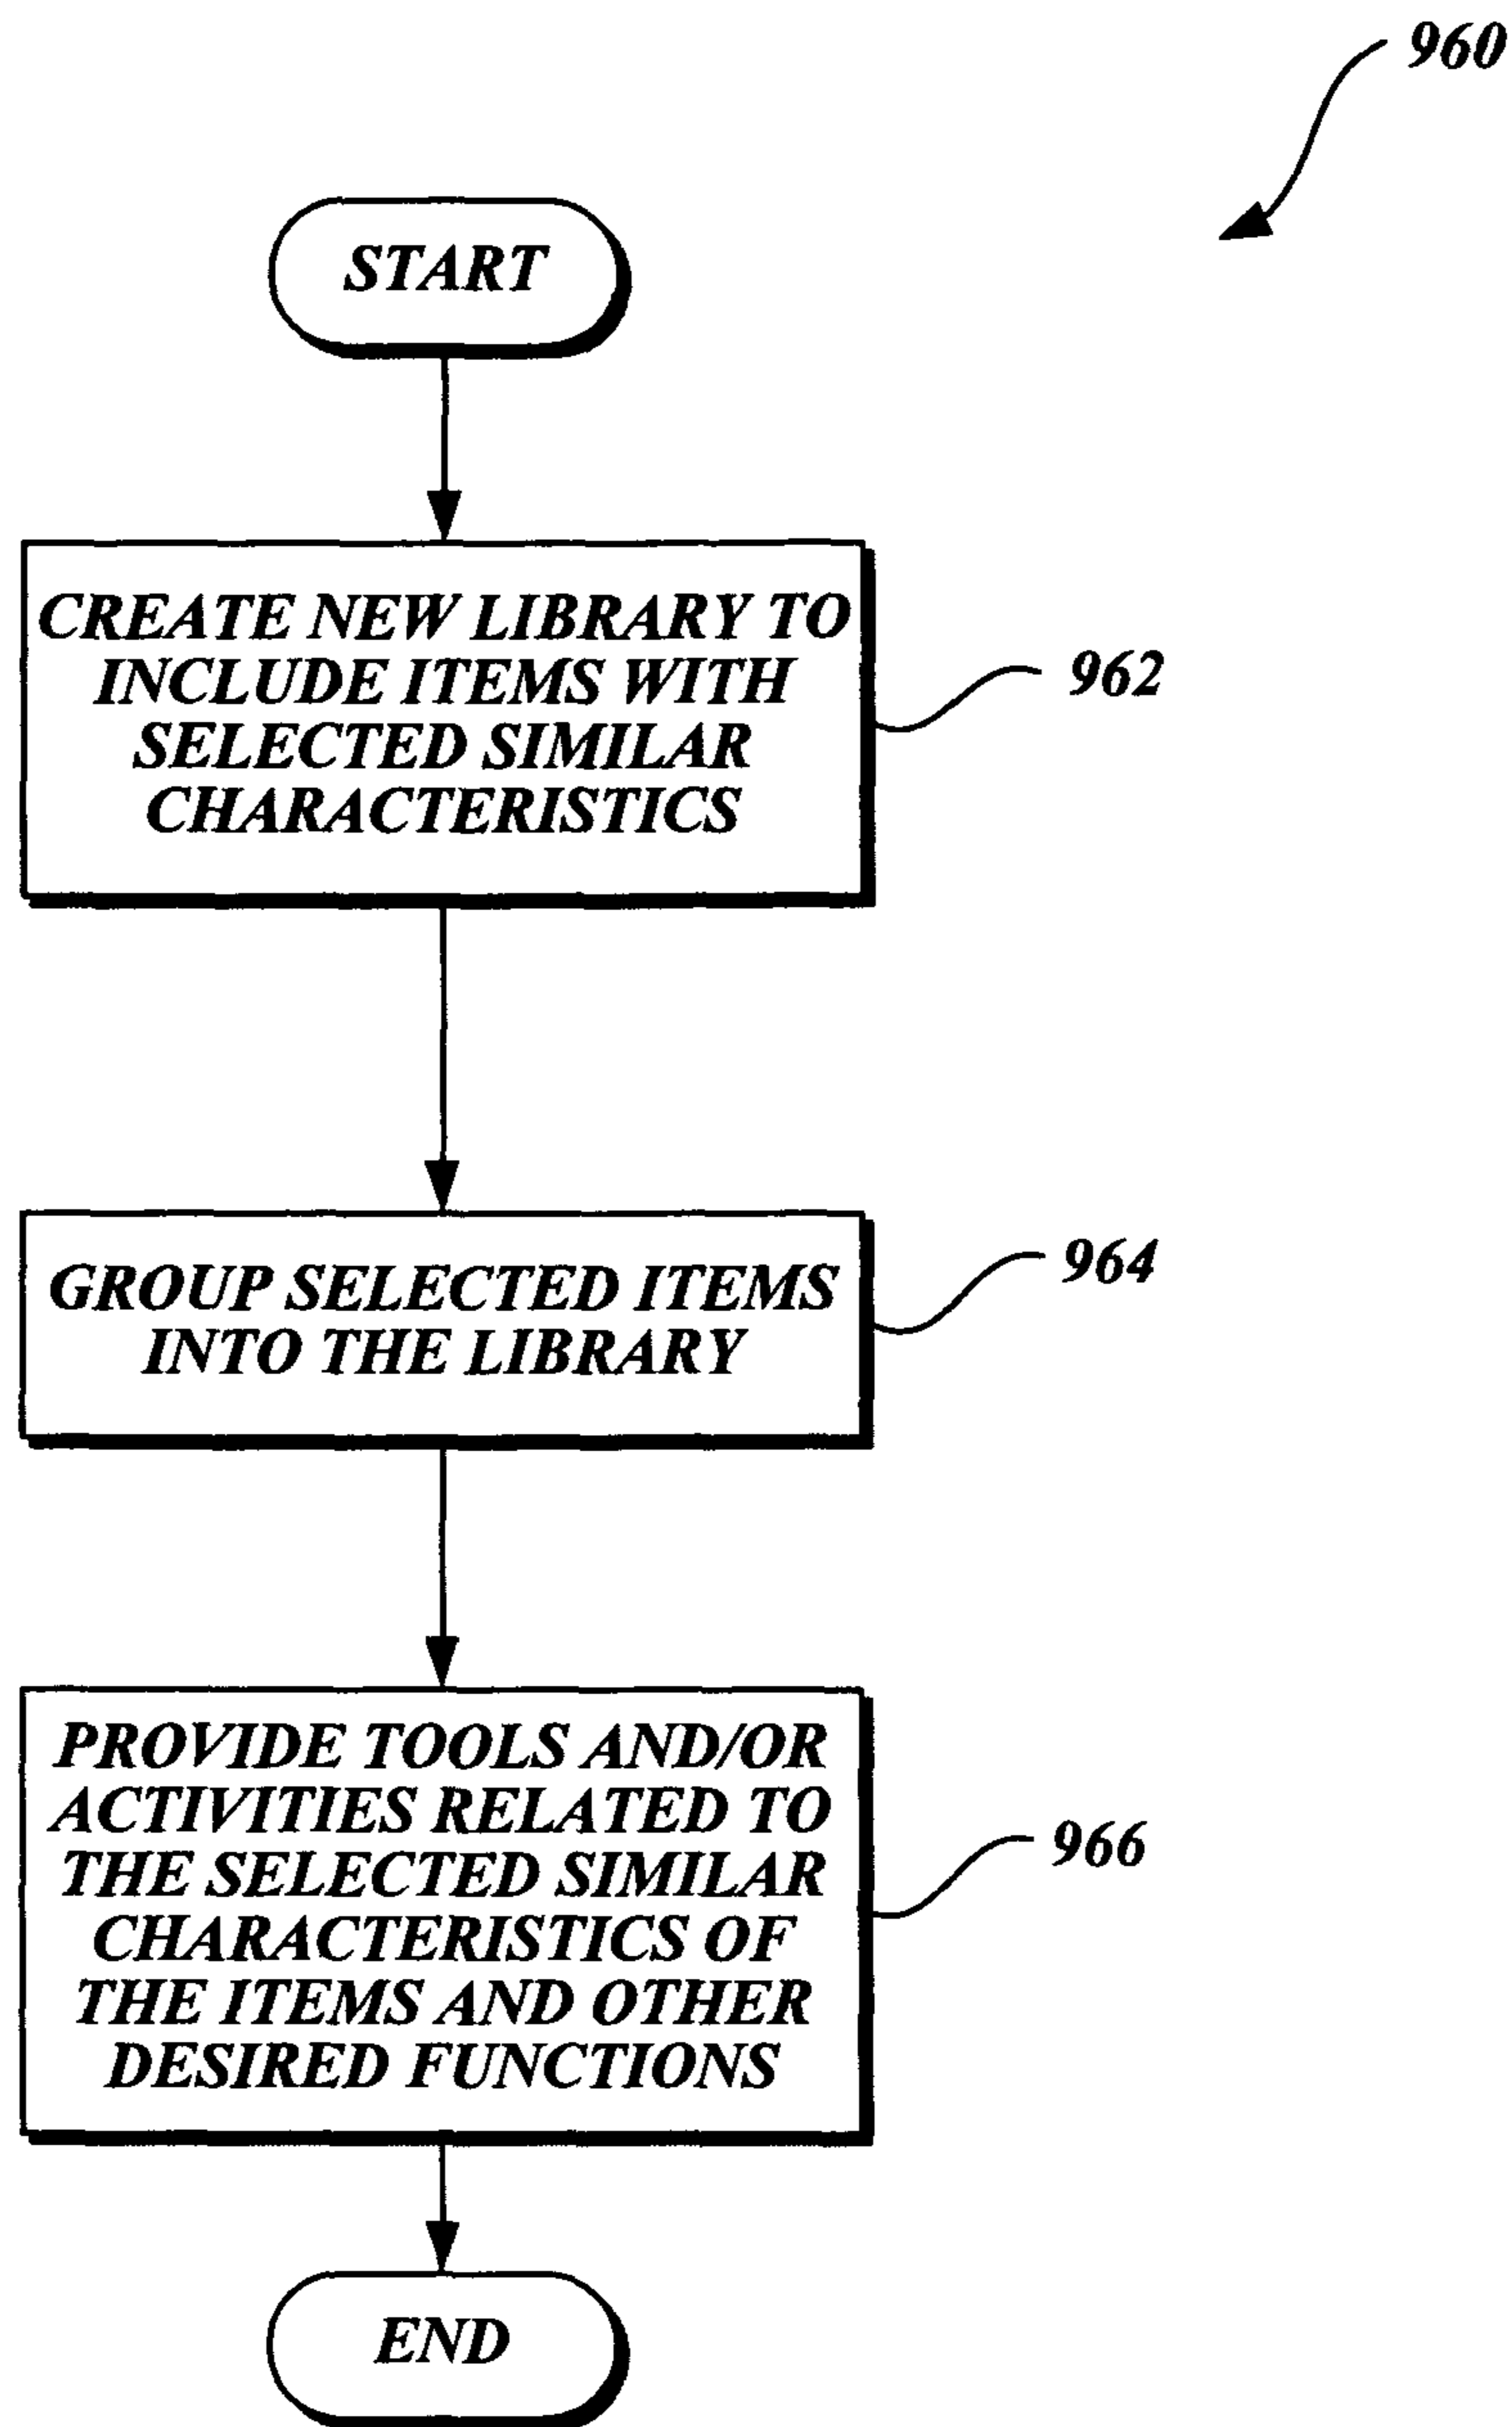 960
START
CREATE NEW LIBRARY TO
INCLUDE ITEMS WITH
SELECTED SIMILAR
CHARACTERISTICS
962
GROUP SELECTED ITEMS
INTO THE LIBRARY
964
PROVIDE TOOLS AND/OR
ACTIVITIES RELATED TO
THE SELECTED SIMILAR
CHARACTERISTICS OF
THE ITEMS AND OTHER
DESIRED FUNCTIONS
966
END